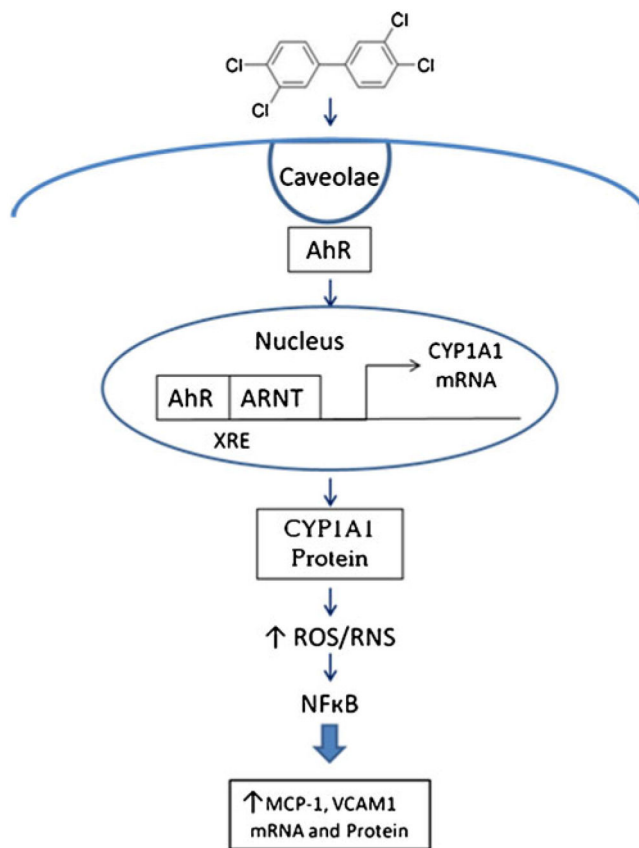 Cl
Cl
Cl
Cl
Caveolae
AhR
Nucleus
CYP1A1
mRNA
AhR ARNT
XRE
CYP1A1
Protein
↑ ROS/RNS
NFκB
↑ MCP-1, VCAM1
mRNA and Protein